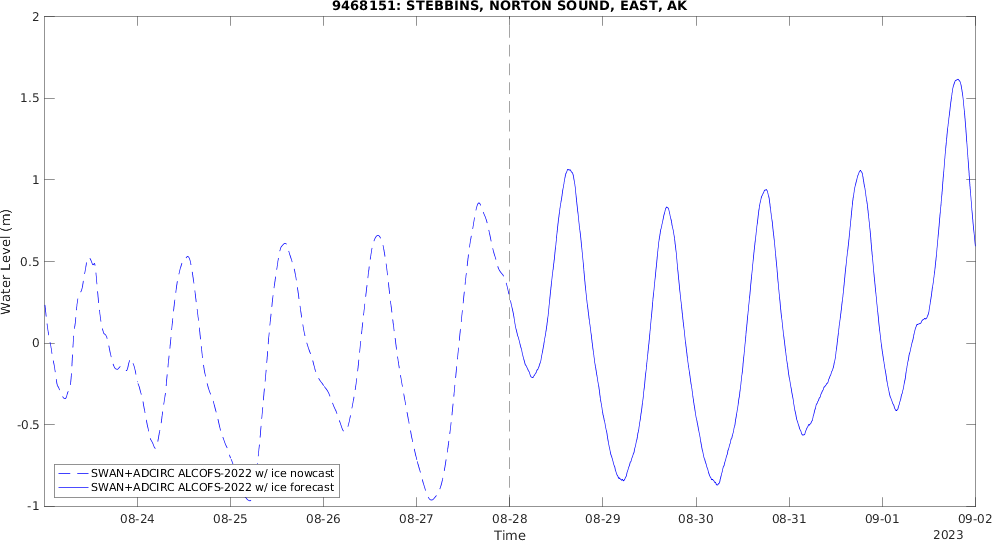 9468151: STEBBINS, NORTON SOUND, EAST, AK
Water Level (m)
2
1.5
1
0.5
0
-0.5
-1
SWAN+ADCIRC ALCOFS-2022 w/ ice nowcast
SWAN+ADCIRC ALCOFS-2022 w/ ice forecast
08-24 08-25 08-26 08-27 08-28 08-29 08-30 08-31 09-01 09-02
Time
2023